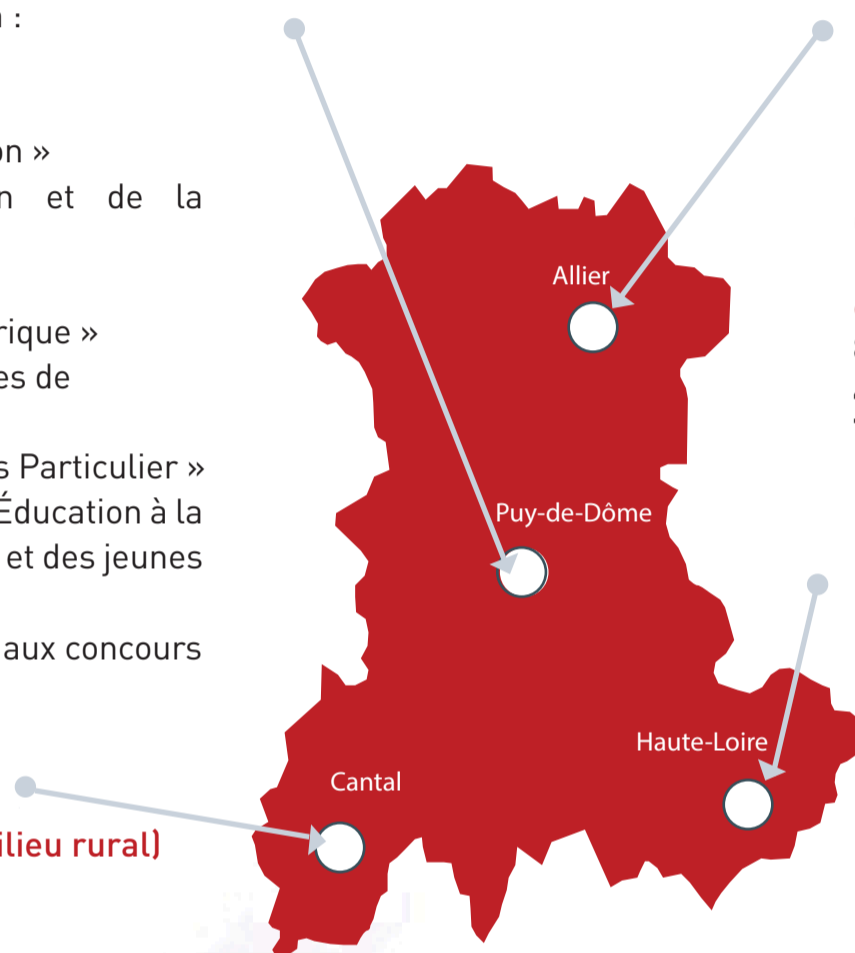 :
on »
et de la
rique »
es de
s Particulier »
Éducation à la
et des jeunes
aux concours
ilieu rural)
Allier
Puy-de-Dôme
Haute-Loire
Cantal